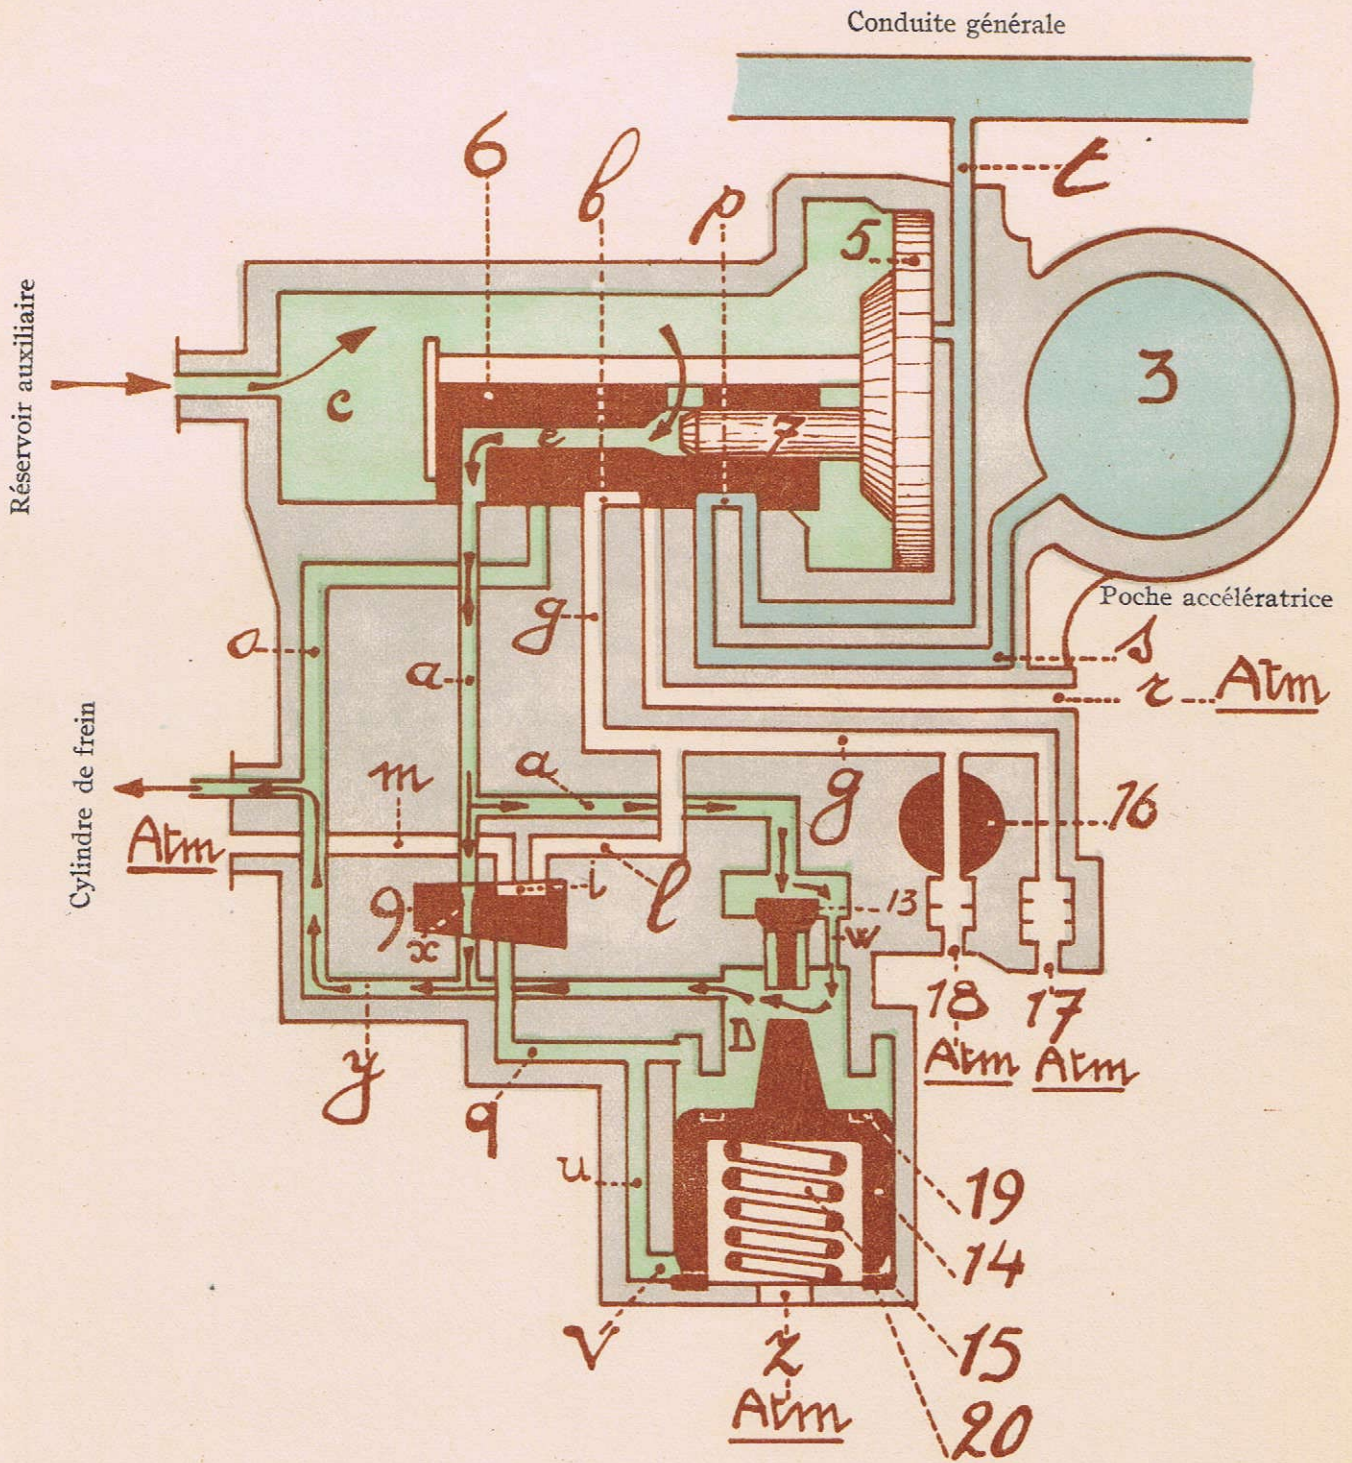 Conduite générale
6
b
p
t
5
Réservoir auxiliaire
c
3
e
7
Poche accélératrice
g
s
o
a
r
Atm
Cylindre de frein
m
a
g
16
Atm
i
l
9
x
13
w
18
17
D
Atm
Atm
y
q
u
19
14
v
z
15
Atm
20